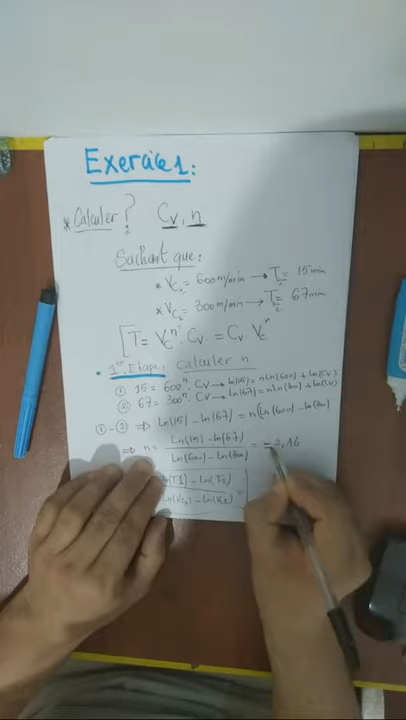 Exercice 1:
* Calculer ? Cv, n
Sachant que:
* Vc1 = 600 m/min → T1 = 15 min
* Vc2 = 300 m/min → T2 = 67 min
[T = Vc^n . Cv = Cv . Vc^n
• 1ère Etape: Calculer n
① 15 = 600^n . Cv → ln(15) = n ln(600) + ln(Cv)
② 67 = 300^n . Cv → ln(67) = n ln(300) + ln(Cv)
① - ② ⇒ Ln(15) - ln(67) = n(ln(600) - ln(300)
⇒ n = Ln(15) - ln(67) / Ln(600) - ln(300) = - 2,16
Ln(T1) - Ln(T2) / Ln(Vc1) - Ln(Vc2) =